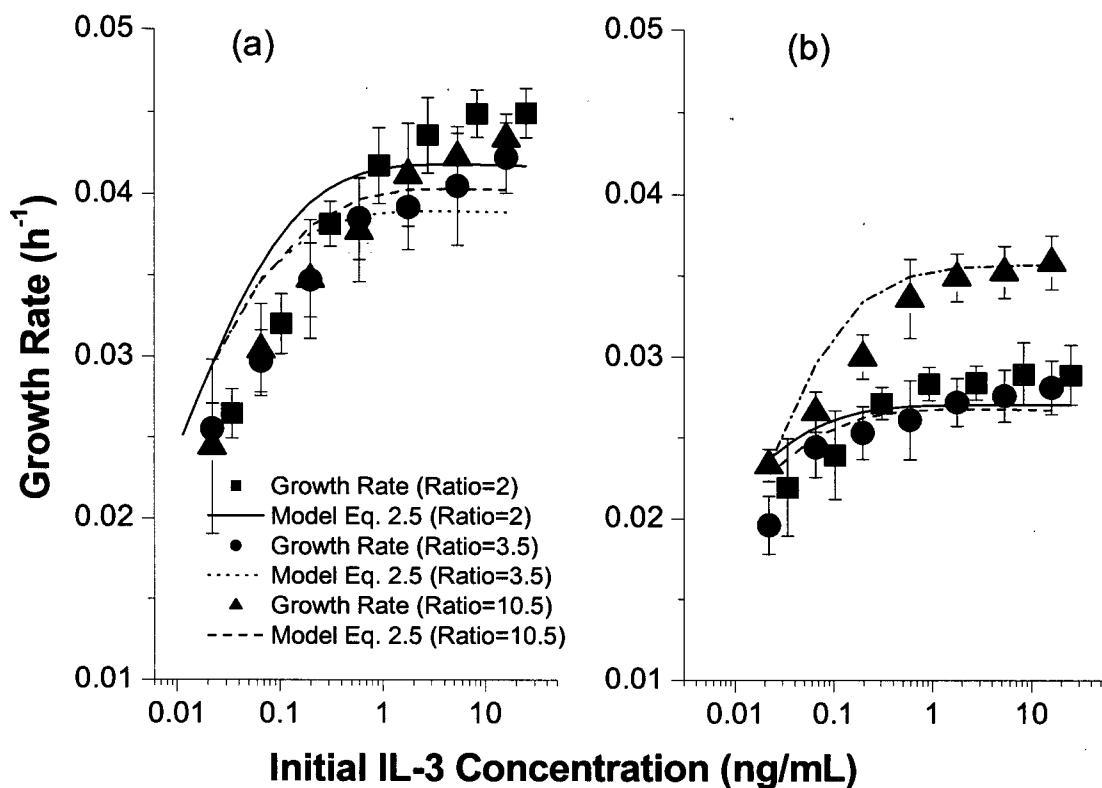 (a)
(b)
0.05
0.04
0.03
0.02
0.01
Growth Rate (h⁻¹)
Growth Rate (Ratio=2)
Model Eq. 2.5 (Ratio=2)
Growth Rate (Ratio=3.5)
Model Eq. 2.5 (Ratio=3.5)
Growth Rate (Ratio=10.5)
Model Eq. 2.5 (Ratio=10.5)
0.01 0.1 1 10
0.05
0.04
0.03
0.02
0.01
0.01 0.1 1 10
Initial IL-3 Concentration (ng/mL)